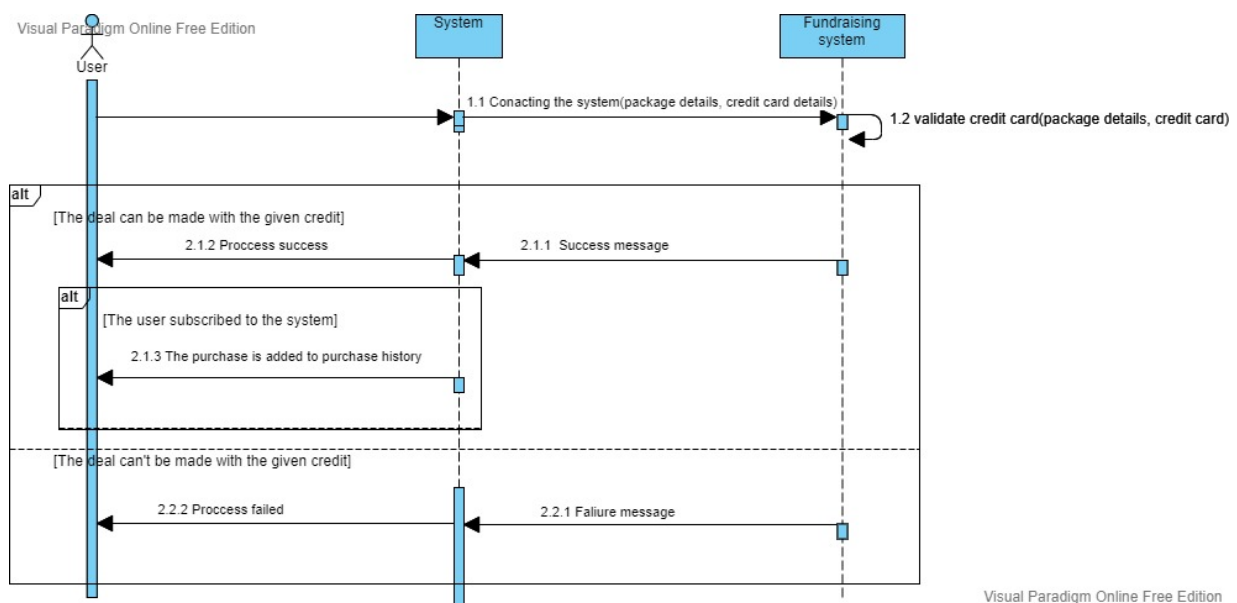 Visual Paradigm Online Free Edition
User
System
Fundraising
system
1.1 Conacting the system(package details, credit card details)
1.2 validate credit card(package details, credit card)
alt
[The deal can be made with the given credit]
2.1.2 Proccess success
2.1.1 Success message
alt
[The user subscribed to the system]
2.1.3 The purchase is added to purchase history
[The deal can't be made with the given credit]
2.2.2 Proccess failed
2.2.1 Faliure message
Visual Paradigm Online Free Edition